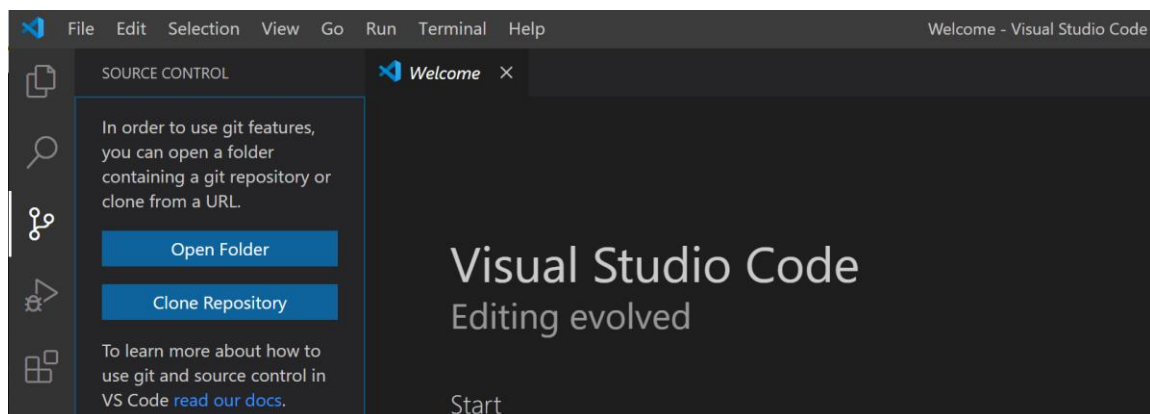 File Edit Selection View Go Run Terminal Help
Welcome - Visual Studio Code
SOURCE CONTROL
Welcome
In order to use git features,
you can open a folder
containing a git repository or
clone from a URL.
Open Folder
Clone Repository
To learn more about how to
use git and source control in
VS Code read our docs.
Visual Studio Code
Editing evolved
Start